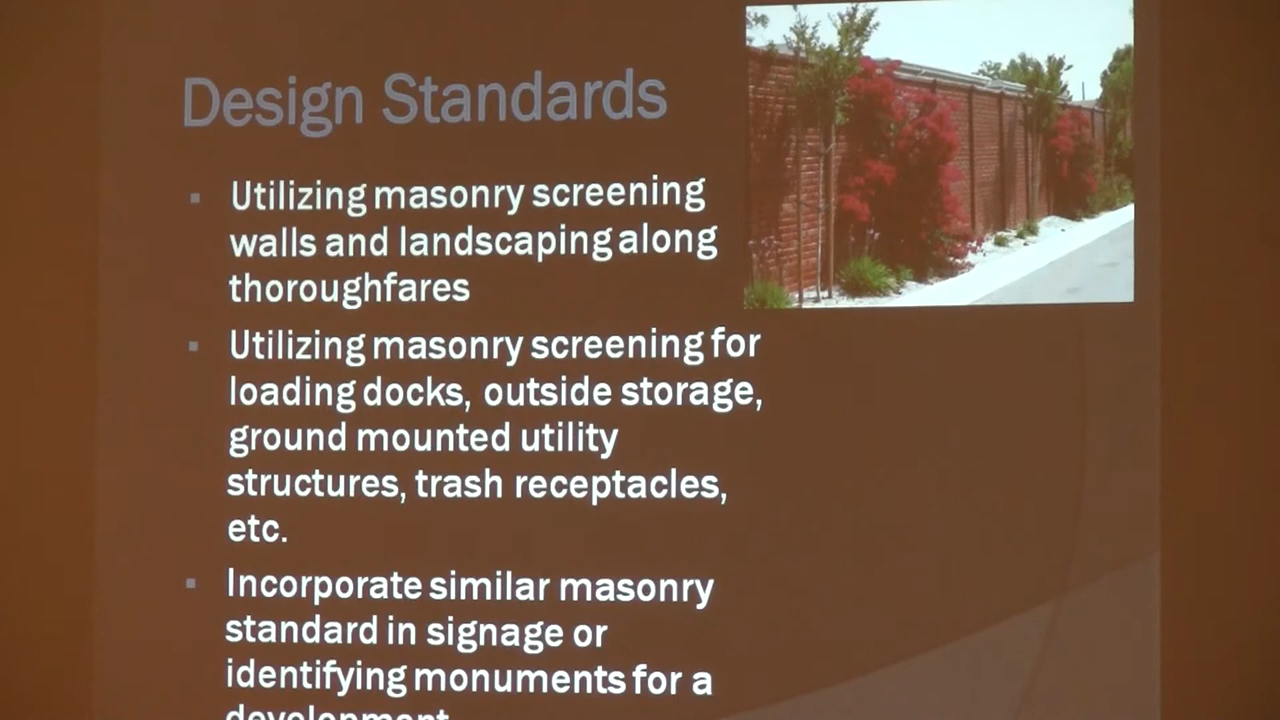 Design Standards
Utilizing masonry screening
walls and landscaping along
thoroughfares
Utilizing masonry screening for
loading docks, outside storage,
ground mounted utility
structures, trash receptacles,
etc.
Incorporate similar masonry
standard in signage or
identifying monuments for a
development